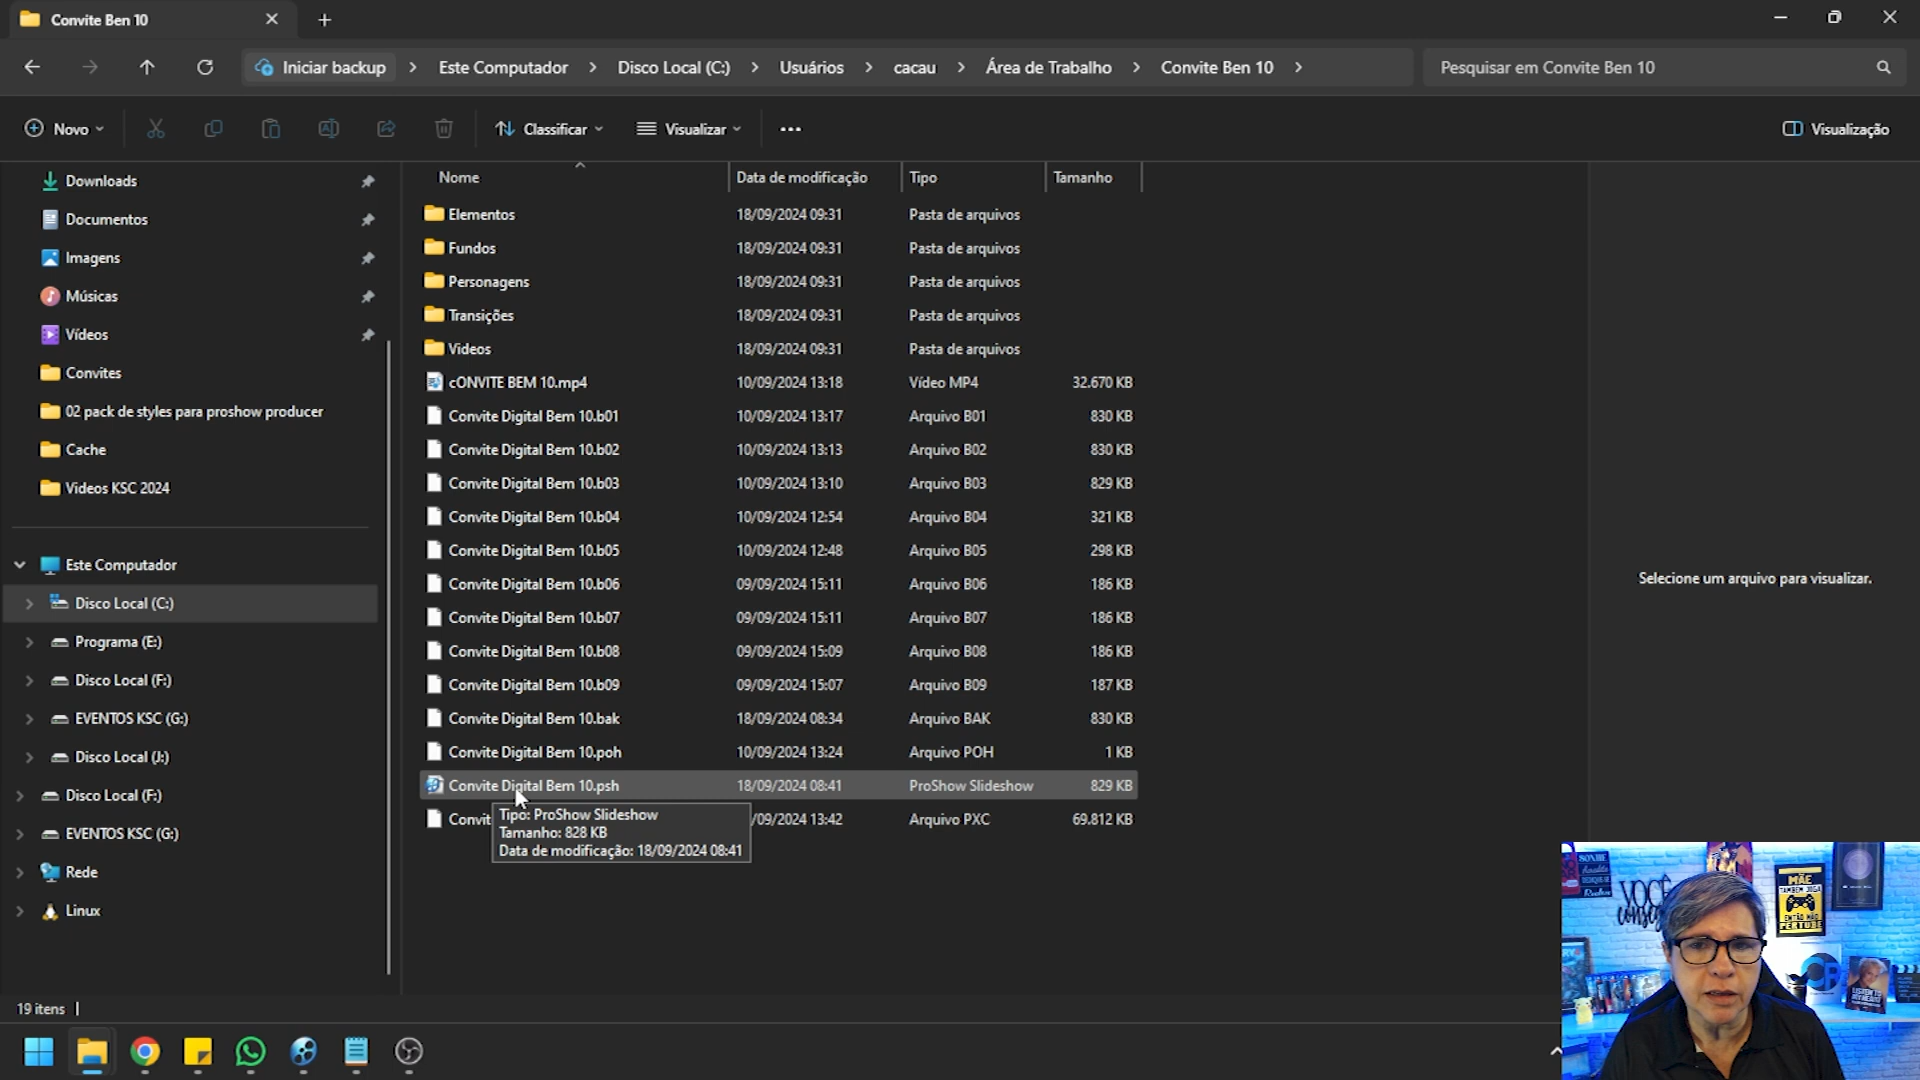 Convite Ben 10
Iniciar backup > Este Computador > Disco Local (C:) > Usuários > cacau > Área de Trabalho > Convite Ben 10 >
Pesquisar em Convite Ben 10
Novo
Classificar
Visualizar
Visualização
Downloads
Documentos
Imagens
Músicas
Vídeos
Convites
02 pack de styles para proshow producer
Cache
Videos KSC 2024
Este Computador
Disco Local (C:)
Programa (E:)
Disco Local (F:)
EVENTOS KSC (G:)
Disco Local (J:)
Disco Local (F:)
EVENTOS KSC (G:)
Rede
Linux
Nome Data de modificação Tipo Tamanho
Elementos 18/09/2024 09:31 Pasta de arquivos
Fundos 18/09/2024 09:31 Pasta de arquivos
Personagens 18/09/2024 09:31 Pasta de arquivos
Transições 18/09/2024 09:31 Pasta de arquivos
Videos 18/09/2024 09:31 Pasta de arquivos
cONVITE BEM 10.mp4 10/09/2024 13:18 Vídeo MP4 32.670 KB
Convite Digital Bem 10.b01 10/09/2024 13:17 Arquivo B01 830 KB
Convite Digital Bem 10.b02 10/09/2024 13:13 Arquivo B02 830 KB
Convite Digital Bem 10.b03 10/09/2024 13:10 Arquivo B03 829 KB
Convite Digital Bem 10.b04 10/09/2024 12:54 Arquivo B04 321 KB
Convite Digital Bem 10.b05 10/09/2024 12:48 Arquivo B05 298 KB
Convite Digital Bem 10.b06 09/09/2024 15:11 Arquivo B06 186 KB
Convite Digital Bem 10.b07 09/09/2024 15:11 Arquivo B07 186 KB
Convite Digital Bem 10.b08 09/09/2024 15:09 Arquivo B08 186 KB
Convite Digital Bem 10.b09 09/09/2024 15:07 Arquivo B09 187 KB
Convite Digital Bem 10.bak 18/09/2024 08:34 Arquivo BAK 830 KB
Convite Digital Bem 10.poh 10/09/2024 13:24 Arquivo POH 1 KB
Convite Digital Bem 10.psh 18/09/2024 08:41 ProShow Slideshow 829 KB
Convit /09/2024 13:42 Arquivo PXC 69.812 KB
Tipo: ProShow Slideshow
Tamanho: 828 KB
Data de modificação: 18/09/2024 08:41
Selecione um arquivo para visualizar.
19 itens
SONHE
VOCÊ
MÃE
TAMBEM JOGA
ENTÃO NÃO
PERTUBE